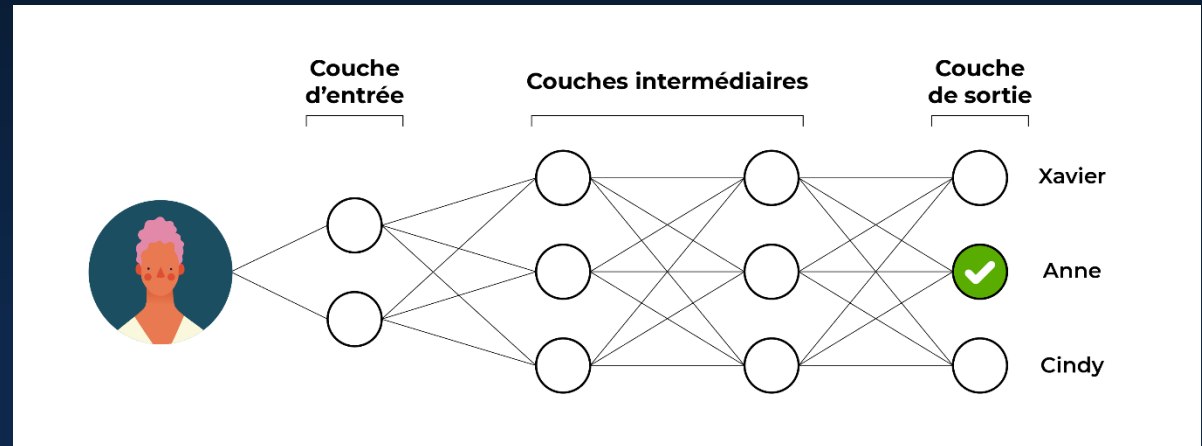 Couche
d'entrée
Couches intermédiaires
Couche
de sortie
Xavier
Anne
Cindy